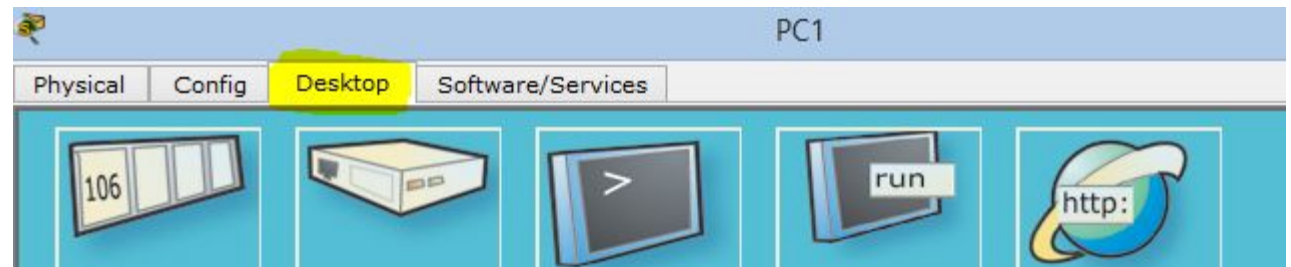 PC1
Physical Config Desktop Software/Services
106 > run http: